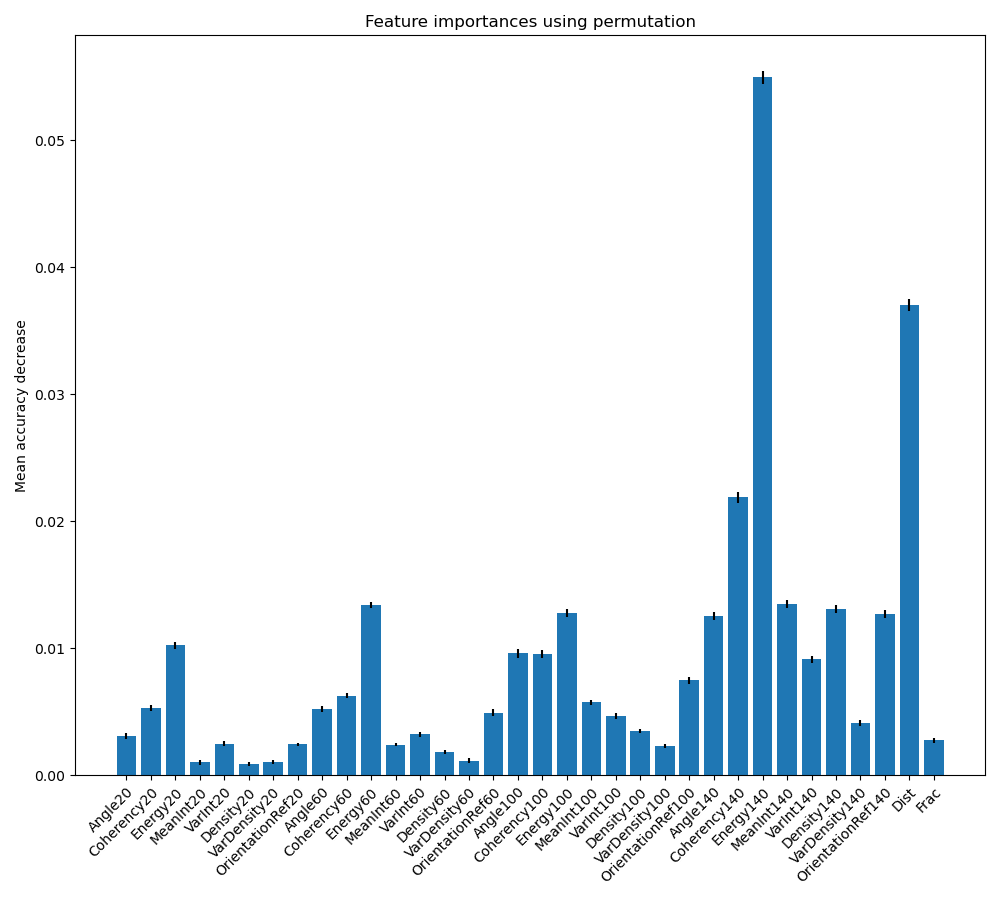 Feature importances using permutation
Mean accuracy decrease
0.05
0.04
0.03
0.02
0.01
0.00
Angle20
Coherency20
Energy20
MeanInt20
VarInt20
Density20
VarDensity20
OrientationRef20
Angle60
Coherency60
Energy60
MeanInt60
VarInt60
Density60
VarDensity60
OrientationRef60
Angle100
Coherency100
Energy100
MeanInt100
VarInt100
Density100
VarDensity100
OrientationRef100
Angle140
Coherency140
Energy140
MeanInt140
VarInt140
Density140
VarDensity140
OrientationRef140
Dist
Frac